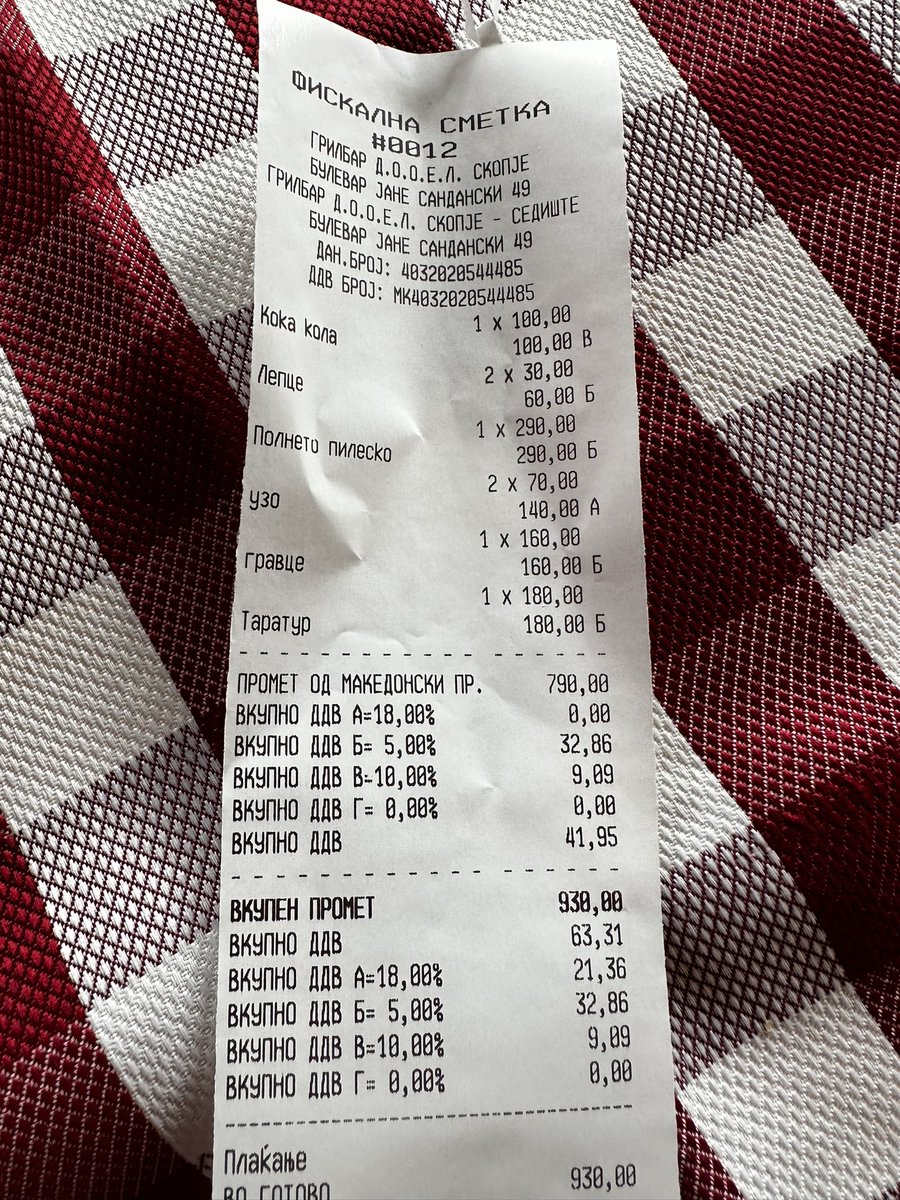 ФИСКАЛНА СМЕТКА
#0012
ГРИЛБАР Д.О.О.Е.Л. СКОПЈЕ
БУЛЕВАР ЈАНЕ САНДАНСКИ 49
ГРИЛБАР Д.О.О.Е.Л. СКОПЈЕ - СЕДИШТЕ
БУЛЕВАР ЈАНЕ САНДАНСКИ 49
ДАН.БРОЈ: 4032020544485
ДДВ БРОЈ: МК4032020544485
1 x 100,00
Кока кола 100,00 В
2 x 30,00
Лепце 60,00 Б
1 x 290,00
Полнето пилеско 290,00 Б
2 x 70,00
узо 140,00 А
1 x 160,00
гравце 160,00 Б
1 x 180,00
Таратур 180,00 Б
ПРОМЕТ ОД МАКЕДОНСКИ ПР. 790,00
ВКУПНО ДДВ А=18,00% 0,00
ВКУПНО ДДВ Б= 5,00% 32,86
ВКУПНО ДДВ В=10,00% 9,09
ВКУПНО ДДВ Г= 0,00% 0,00
ВКУПНО ДДВ 41,95
ВКУПЕН ПРОМЕТ 930,00
ВКУПНО ДДВ 63,31
ВКУПНО ДДВ А=18,00% 21,36
ВКУПНО ДДВ Б= 5,00% 32,86
ВКУПНО ДДВ В=10,00% 9,09
ВКУПНО ДДВ Г= 0,00% 0,00
Плаќање
ВО ГОТОВО 930,00